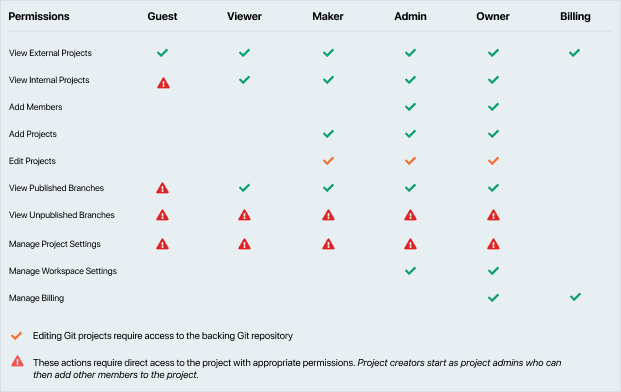 Permissions Guest Viewer Maker Admin Owner Billing
View External Projects
View Internal Projects
Add Members
Add Projects
Edit Projects
View Published Branches
View Unpublished Branches
Manage Project Settings
Manage Workspace Settings
Manage Billing
Editing Git projects require access to the backing Git repository
These actions require direct access to the project with appropriate permissions. Project creators start as project admins who can
then add other members to the project.